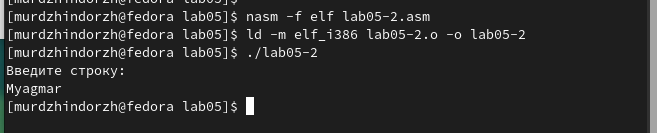 [murdzhindorzh@fedora lab05]$ nasm -f elf lab05-2.asm
[murdzhindorzh@fedora lab05]$ ld -m elf_i386 lab05-2.o -o lab05-2
[murdzhindorzh@fedora lab05]$ ./lab05-2
Введите строку:
Myagmar
[murdzhindorzh@fedora lab05]$